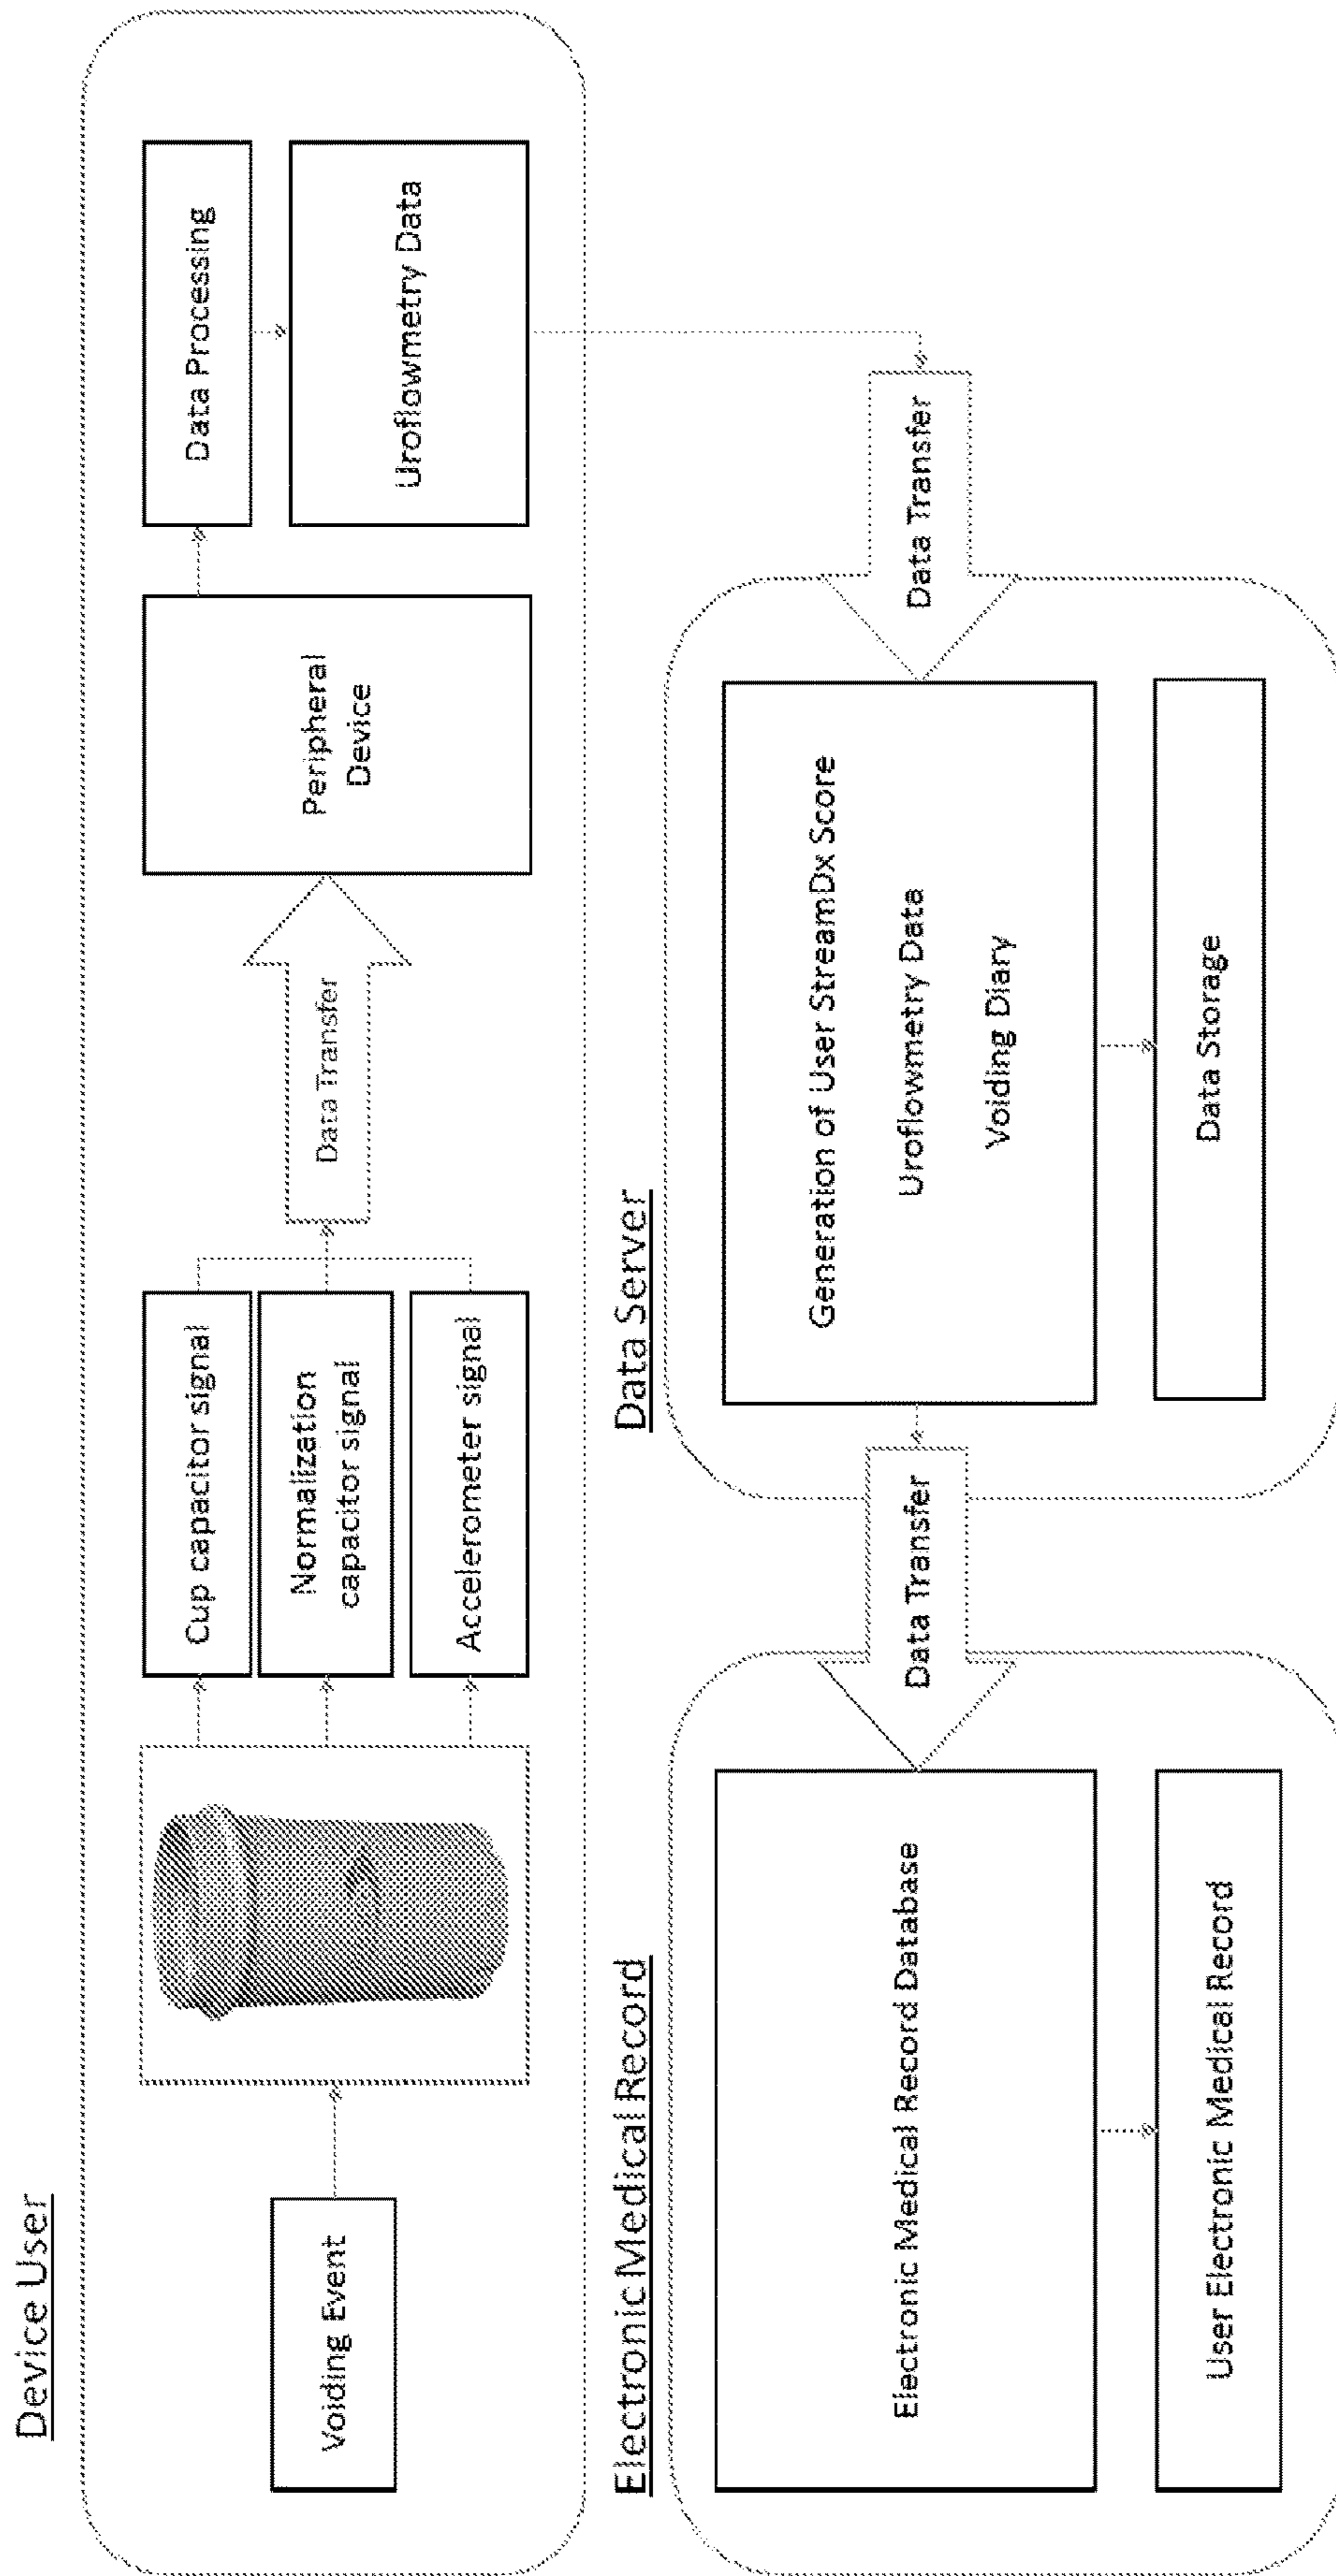 Device User
Voiding Event
Cup capacitor signal
Normalization
capacitor signal
Accelerometer signal
Data Transfer
Peripheral
Device
Data Processing
Uroflowmetry Data
Electronic Medical Record
Electronic Medical Record Database
User Electronic Medical Record
Data Transfer
Data Server
Generation of User StreamDx Score
Uroflowmetry Data
Voiding Diary
Data Storage
Data Transfer